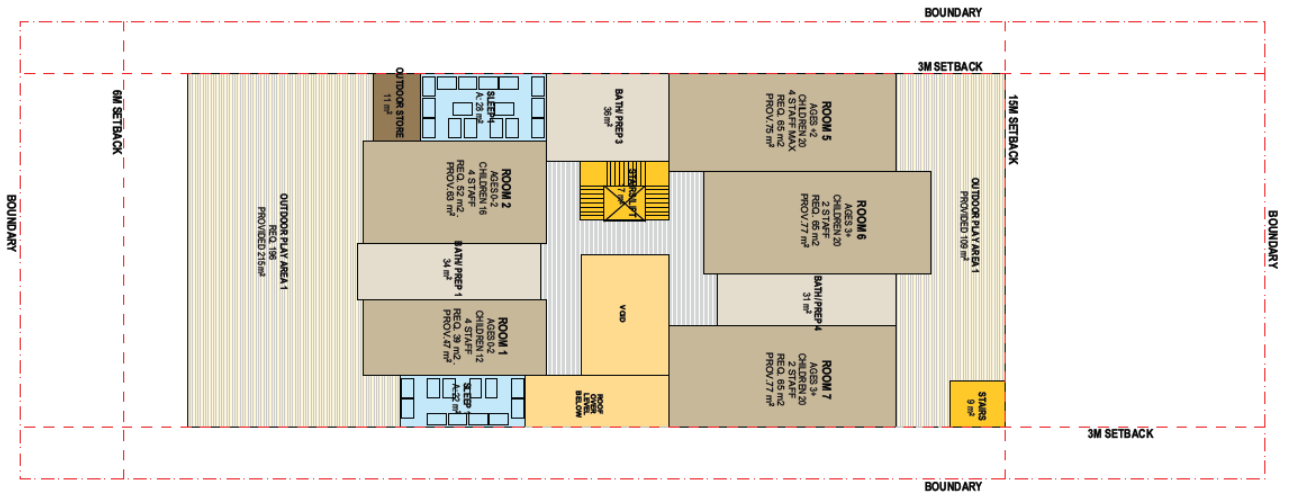 BOUNDARY
3M SETBACK
6M SETBACK
15M SETBACK
BOUNDARY
BOUNDARY
OUTDOOR PLAY AREA 1
REQ. 196
PROVIDED 215m²
OUTDOOR STORE
11 m²
SLEEP 1
A: 28 m²
BATH/ PREP 3
36 m²
ROOM 5
AGES +2
CHILDREN 20
4 STAFF MAX
REQ. 65 m2
PROV. 75 m²
ROOM 2
AGES 0-2
CHILDREN 16
4 STAFF
REQ. 52 m2 .
PROV. 63 m²
STAIRS/LIFT
7 m²
ROOM 6
AGES 3+
CHILDREN 20
2 STAFF
REQ. 65 m2
PROV. 77 m²
OUTDOOR PLAY AREA 1
PROVIDED 109 m²
BATH/ PREP 1
34 m²
VOID
BATH/PREP 4
31 m²
ROOM 1
AGES 0-2
CHILDREN 12
4 STAFF
REQ. 39 m2 .
PROV. 47 m²
ROOM 7
AGES 3+
CHILDREN 20
2 STAFF
REQ. 65 m2
PROV. 77 m²
SLEEP
A: 22 m²
ROOF
OVER
LEVEL
BELOW
STAIRS
9 m²
3M SETBACK
BOUNDARY